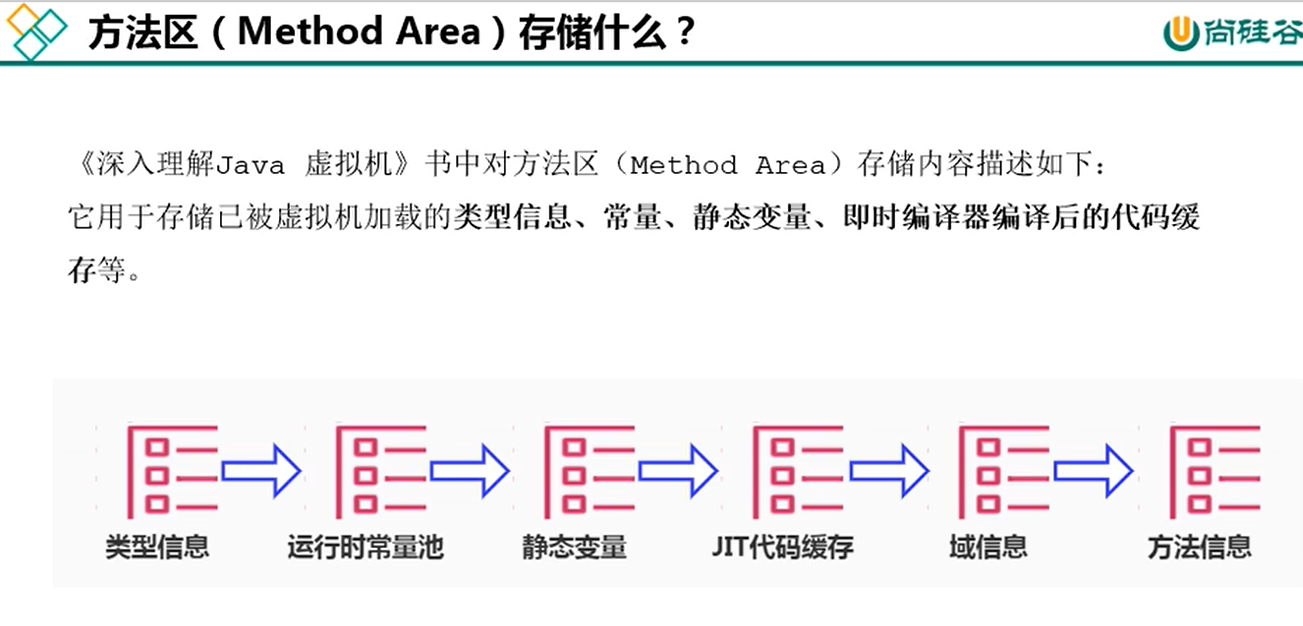 方法区（Method Area）存储什么？
尚硅谷
《深入理解Java 虚拟机》书中对方法区（Method Area）存储内容描述如下：
它用于存储已被虚拟机加载的类型信息、常量、静态变量、即时编译器编译后的代码缓
存等。
类型信息 运行时常量池 静态变量 JIT代码缓存 域信息 方法信息